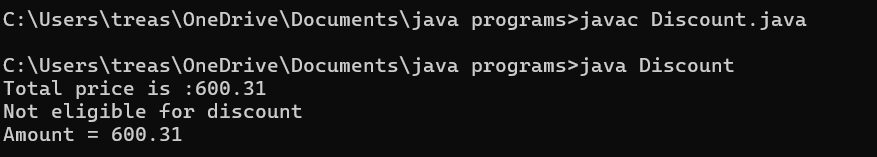 C:\Users\treas\OneDrive\Documents\java programs>javac Discount.java
C:\Users\treas\OneDrive\Documents\java programs>java Discount
Total price is :600.31
Not eligible for discount
Amount = 600.31